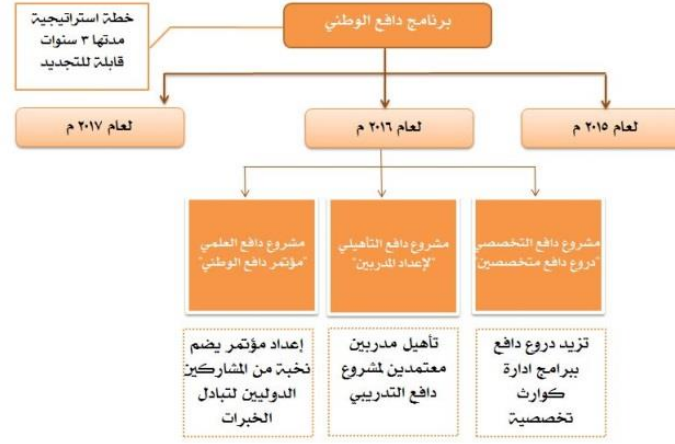 برنامج دافع الوطني
خطة استراتيجية
مدتها ٣ سنوات
قابلة للتجديد
لعام ٢٠١٥ م
لعام ٢٠١٦ م
لعام ٢٠١٧ م
مشروع دافع التخصصي
"دروع دافع متخصصين"
مشروع دافع التأهيلي
"لإعداد المدربين"
مشروع دافع العلمي
"مؤتمر دافع الوطني"
تزيد دروع دافع
ببرامج ادارة
كوارث
تخصصية
تأهيل مدربين
معتمدين لمشروع
دافع التدريبي
إعداد مؤتمر يضم
نخبة من المشاركين
الدوليين لتبادل
الخبرات